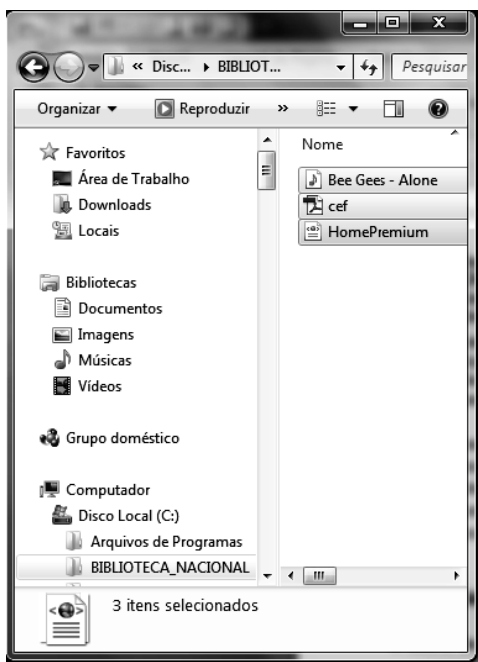 « Disc... ▸ BIBLIOT...
Pesquisar
Organizar
Reproduzir
»
Favoritos
Área de Trabalho
Downloads
Locais
Bibliotecas
Documentos
Imagens
Músicas
Vídeos
Grupo doméstico
Computador
Disco Local (C:)
Arquivos de Programas
BIBLIOTECA_NACIONAL
Nome
Bee Gees - Alone
cef
HomePremium
3 itens selecionados